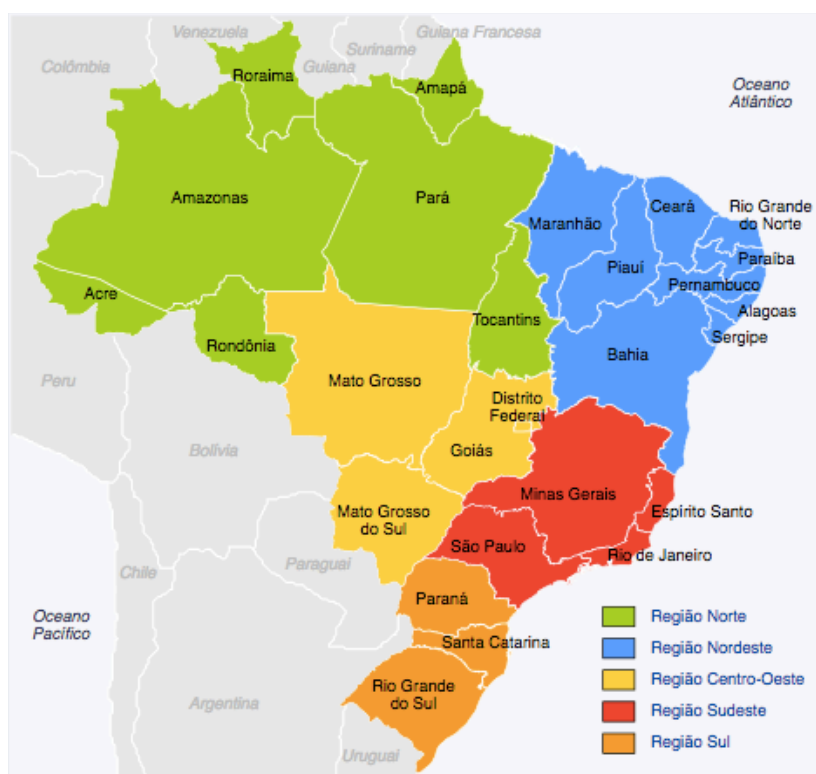 Venezuela
Guiana Francesa
Suriname
Colômbia
Guiana
Roraima
Amapá
Oceano
Atlântico
Amazonas
Pará
Maranhão
Ceará
Rio Grande
do Norte
Piauí
Paraíba
Pernambuco
Acre
Alagoas
Tocantins
Sergipe
Rondônia
Bahia
Peru
Mato Grosso
Distrito
Federal
Bolívia
Goiás
Minas Gerais
Mato Grosso
do Sul
Espírito Santo
São Paulo
Rio de Janeiro
Paraguai
Chile
Paraná
Oceano
Pacífico
Santa Catarina
Rio Grande
do Sul
Argentina
Uruguai
Região Norte
Região Nordeste
Região Centro-Oeste
Região Sudeste
Região Sul